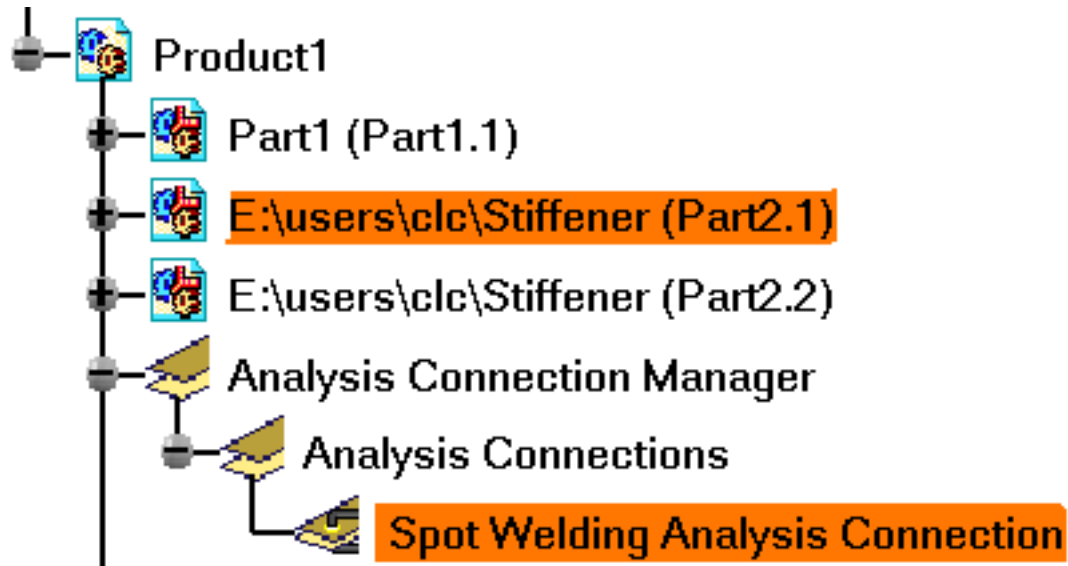 Product1
Part1 (Part1.1)
E:\users\clc\Stiffener (Part2.1)
E:\users\clc\Stiffener (Part2.2)
Analysis Connection Manager
Analysis Connections
Spot Welding Analysis Connection